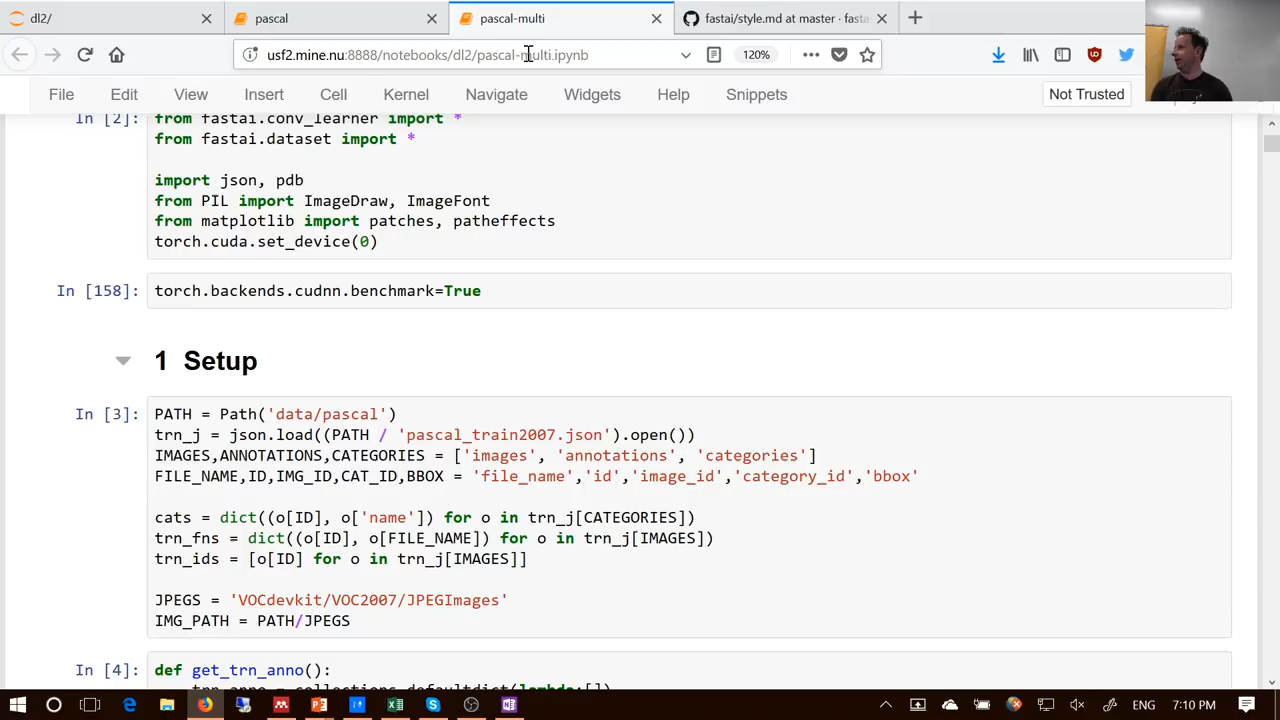 dl2/
pascal
pascal-multi
fastai/style.md at master · fasta
usf2.mine.nu:8888/notebooks/dl2/pascal-multi.ipynb
120%
File Edit View Insert Cell Kernel Navigate Widgets Help Snippets
Not Trusted
In [2]:
from fastai.conv_learner import *
from fastai.dataset import *
import json, pdb
from PIL import ImageDraw, ImageFont
from matplotlib import patches, patheffects
torch.cuda.set_device(0)
In [158]:
torch.backends.cudnn.benchmark=True
1 Setup
In [3]:
PATH = Path('data/pascal')
trn_j = json.load((PATH / 'pascal_train2007.json').open())
IMAGES,ANNOTATIONS,CATEGORIES = ['images', 'annotations', 'categories']
FILE_NAME,ID,IMG_ID,CAT_ID,BBOX = 'file_name','id','image_id','category_id','bbox'
cats = dict((o[ID], o['name']) for o in trn_j[CATEGORIES])
trn_fns = dict((o[ID], o[FILE_NAME]) for o in trn_j[IMAGES])
trn_ids = [o[ID] for o in trn_j[IMAGES]]
JPEGS = 'VOCdevkit/VOC2007/JPEGImages'
IMG_PATH = PATH/JPEGS
In [4]:
def get_trn_anno():
trn_anno = collections.defaultdict(lambda:[])
ENG
7:10 PM